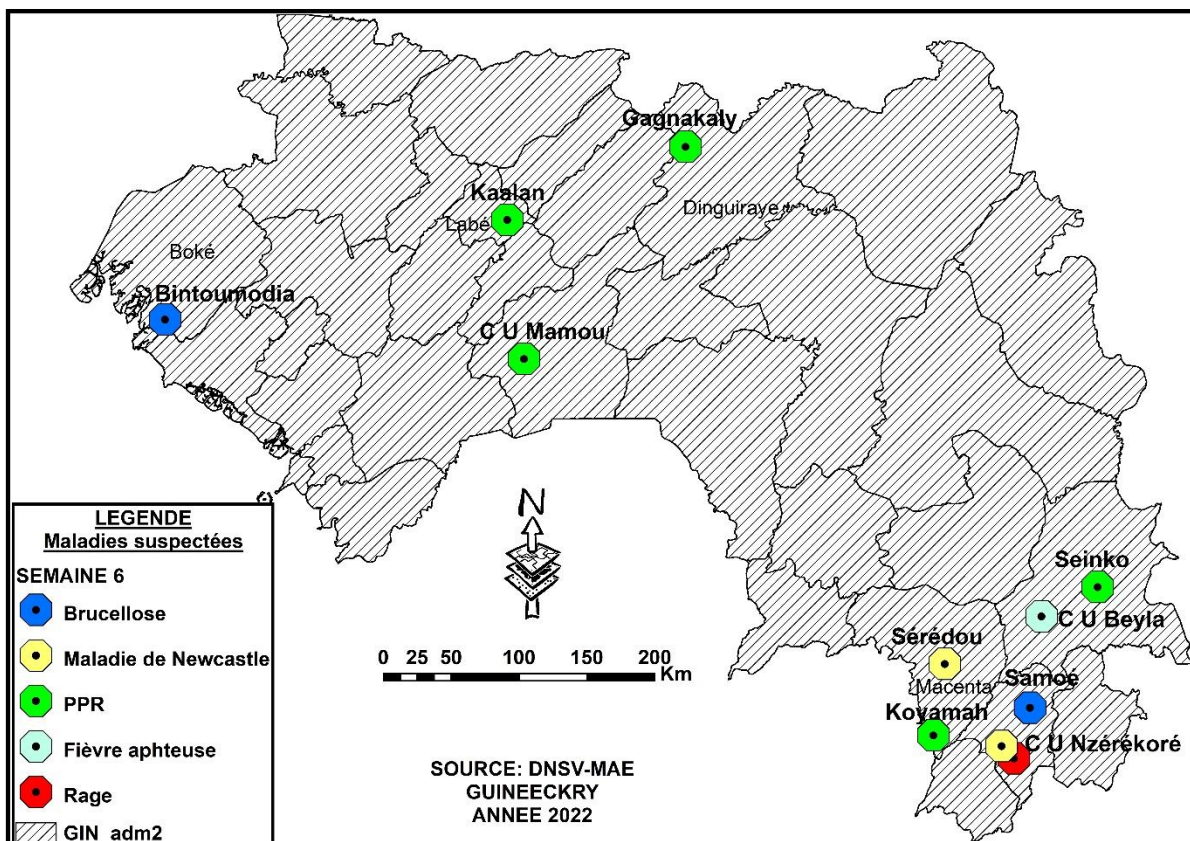 Gagnakaly
Kaalan
Dinguiraye
Labé
Boké
Bintoumodia
C U Mamou
N
LEGENDE
Maladies suspectées
SEMAINE 6
Brucellose
Maladie de Newcastle
PPR
Fièvre aphteuse
Rage
GIN_adm2
0 25 50 100 150 200
Km
SOURCE: DNSV-MAE
GUINEECKRY
ANNEE 2022
Seinko
C U Beyla
Sérédou
Macenta
Samoé
Koyamah
C U Nzérékoré